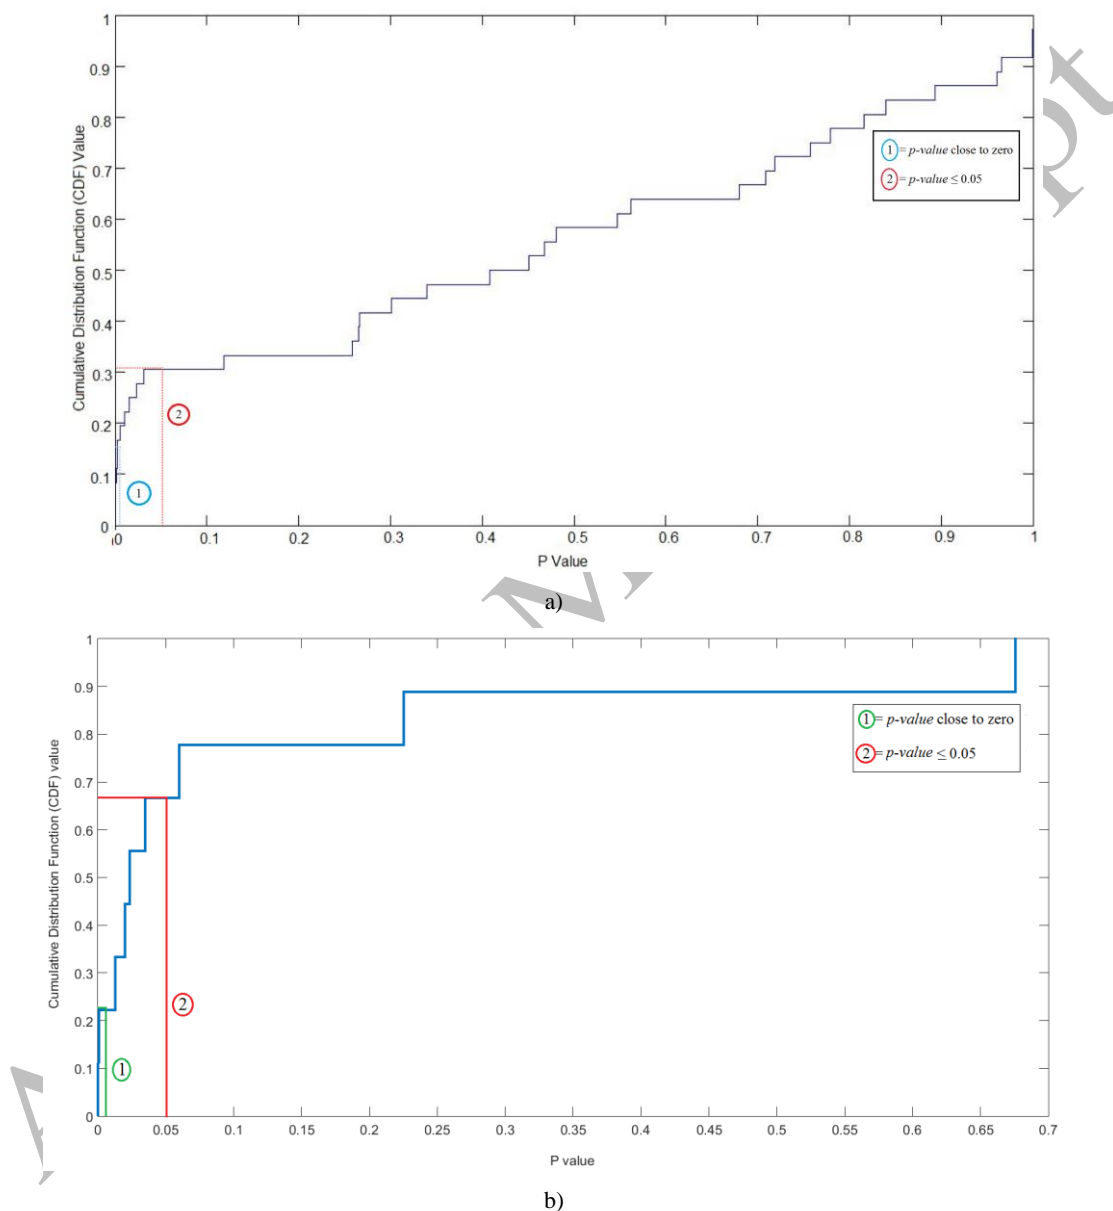 1
0.9
0.8
0.7
0.6
0.5
0.4
0.3
0.2
0.1
0
Cumulative Distribution Function (CDF) Value
1 = p-value close to zero
2 = p-value ≤ 0.05
2
1
0 0.1 0.2 0.3 0.4 0.5 0.6 0.7 0.8 0.9 1
P Value
a)
1
0.9
0.8
0.7
0.6
0.5
0.4
0.3
0.2
0.1
0
Cumulative Distribution Function (CDF) value
1 = p-value close to zero
2 = p-value ≤ 0.05
2
1
0 0.05 0.1 0.15 0.2 0.25 0.3 0.35 0.4 0.45 0.5 0.55 0.6 0.65 0.7
P value
b)